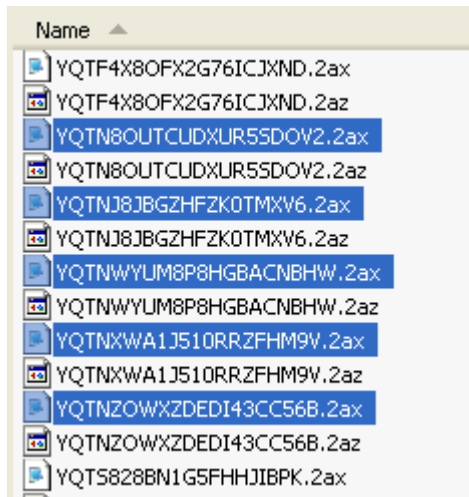 Name
YQTF4X8OFX2G76ICJXND.2ax
YQTF4X8OFX2G76ICJXND.2az
YQTN8OUTCUDXUR5SDOV2.2ax
YQTN8OUTCUDXUR5SDOV2.2az
YQTNJ8JBGZHFZK0TMXV6.2ax
YQTNJ8JBGZHFZK0TMXV6.2az
YQTNWYUM8P8HGBACNBHW.2ax
YQTNWYUM8P8HGBACNBHW.2az
YQTNXWA1J510RRZFHM9V.2ax
YQTNXWA1J510RRZFHM9V.2az
YQTNZOWXZDEDI43CC56B.2ax
YQTNZOWXZDEDI43CC56B.2az
YQTS828BN1G5FHHJIBPK.2ax